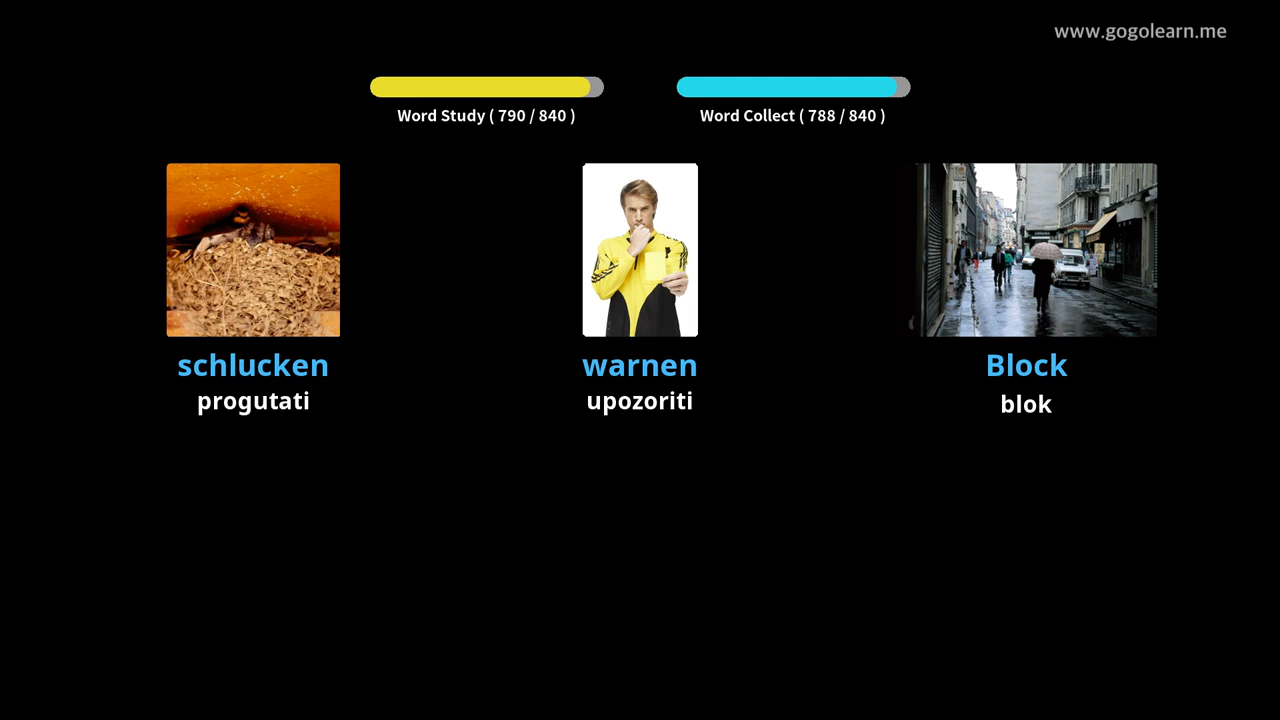 www.gogolearn.me
Word Study ( 790 / 840 )
Word Collect ( 788 / 840 )
schlucken
progutati
warnen
upozoriti
Block
blok